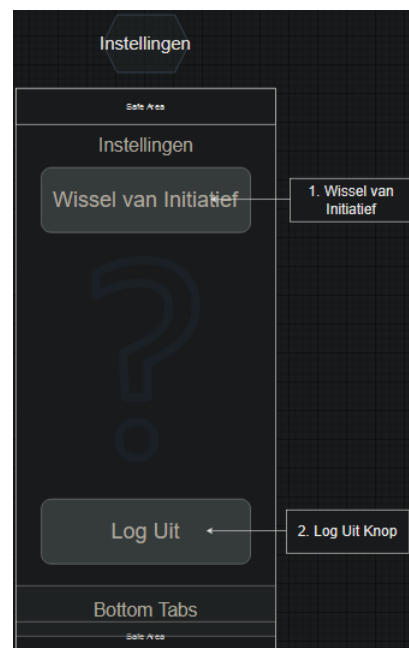 Instellingen
Safe Area
Instellingen
Wissel van Initiatief
1. Wissel van
Initiatief
?
Log Uit
2. Log Uit Knop
Bottom Tabs
Safe Area